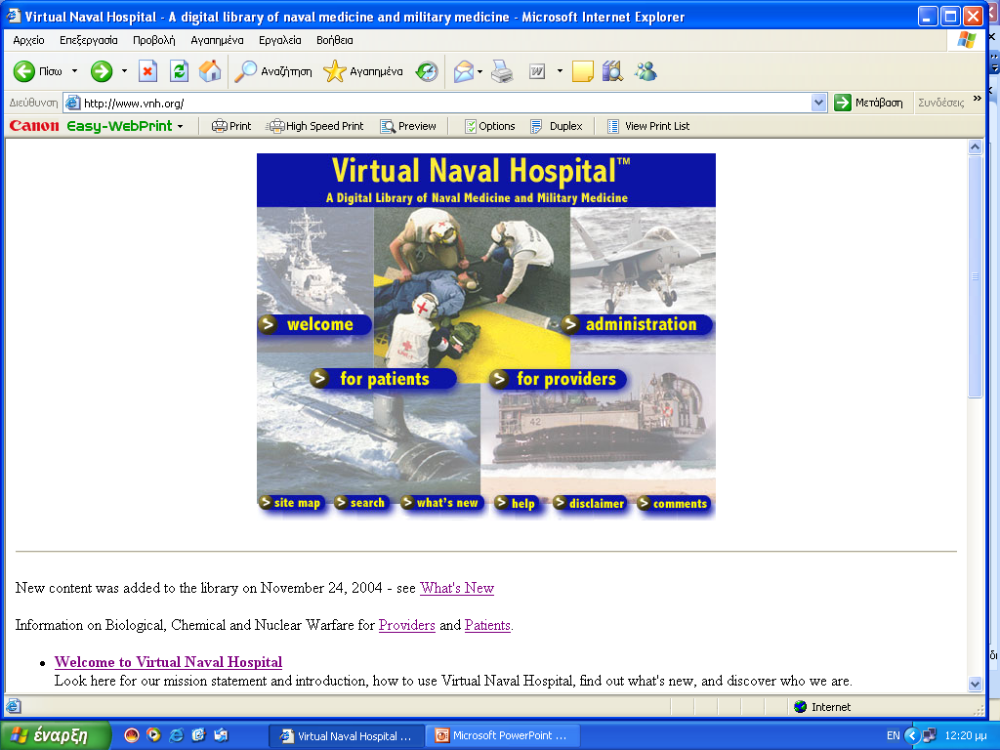 Virtual Naval Hospital - A digital library of naval medicine and military medicine - Microsoft Internet Explorer
Αρχείο Επεξεργασία Προβολή Αγαπημένα Εργαλεία Βοήθεια
Πίσω Αναζήτηση Αγαπημένα
Διεύθυνση http://www.vnh.org/ Μετάβαση Συνδέσεις »
Canon Easy-WebPrint Print High Speed Print Preview Options Duplex View Print List
Virtual Naval Hospital™
A Digital Library of Naval Medicine and Military Medicine
> welcome > administration
> for patients > for providers
42
> site map > search > what's new > help > disclaimer > comments
New content was added to the library on November 24, 2004 - see What's New
Information on Biological, Chemical and Nuclear Warfare for Providers and Patients.
• Welcome to Virtual Naval Hospital
Look here for our mission statement and introduction, how to use Virtual Naval Hospital, find out what's new, and discover who we are.
Internet
έναρξη Virtual Naval Hospital ... Microsoft PowerPoint ... EN 12:20 μμ